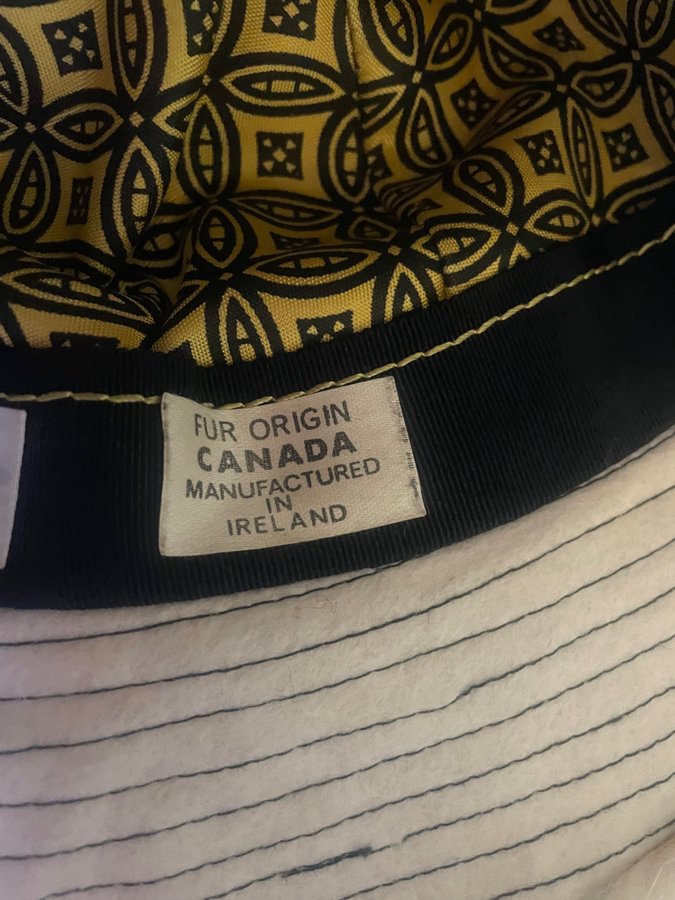 FUR ORIGIN
CANADA
MANUFACTURED
IN
IRELAND